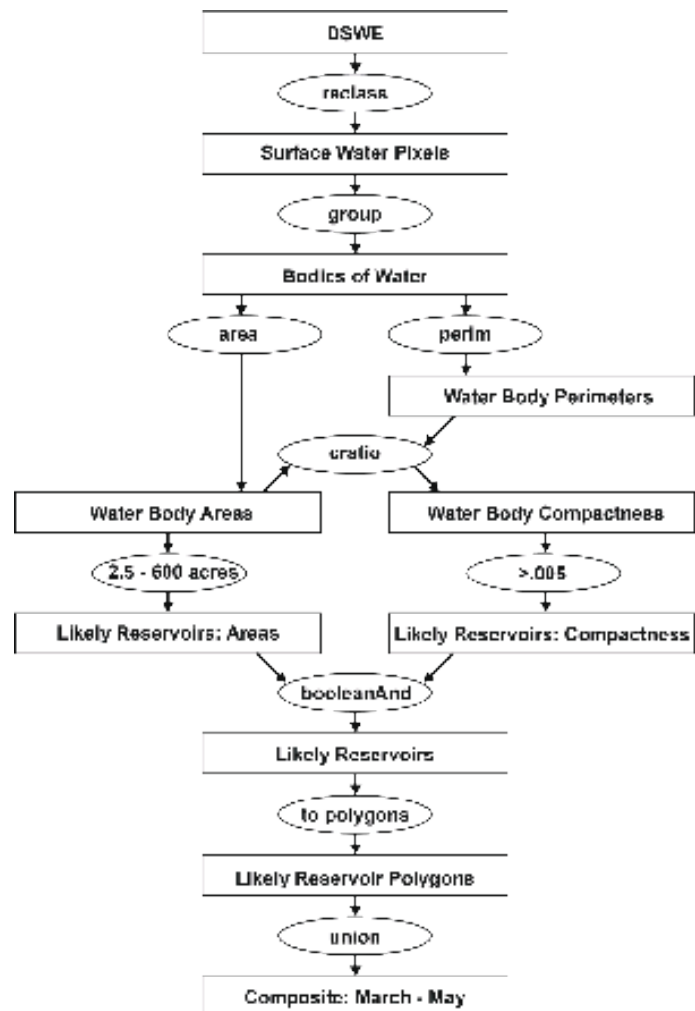 DSWE
reclass
Surface Water Pixels
group
Bodies of Water
area
perim
Water Body Perimeters
cratio
Water Body Areas
Water Body Compactness
2.5 - 600 acres
>.005
Likely Reservoirs: Areas
Likely Reservoirs: Compactness
booleanAnd
Likely Reservoirs
to polygons
Likely Reservoir Polygons
union
Composite: March - May